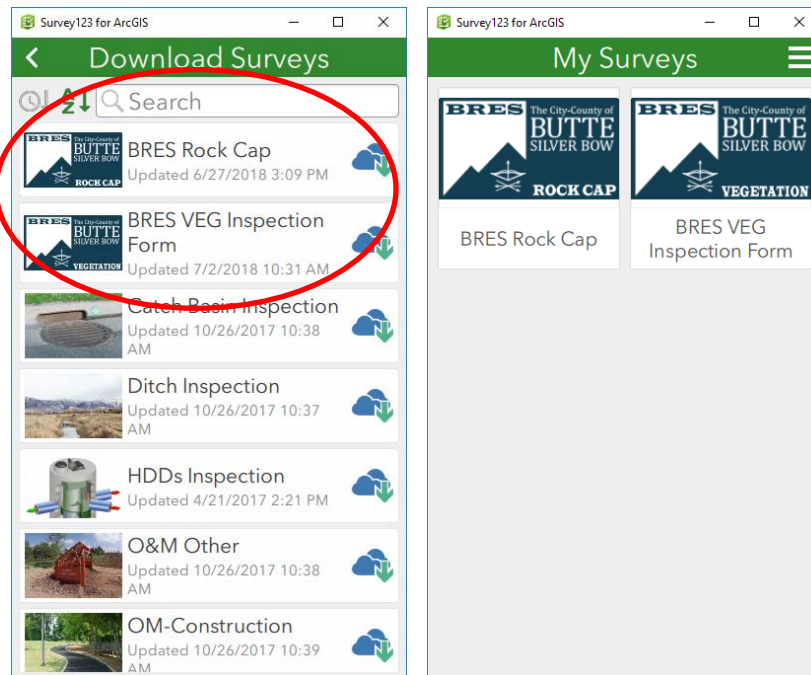 Survey123 for ArcGIS
Download Surveys
Search
BRES The City-County of
BUTTE
SILVER BOW
ROCK CAP
BRES Rock Cap
Updated 6/27/2018 3:09 PM
BRES The City-County of
BUTTE
SILVER BOW
VEGETATION
BRES VEG Inspection
Form
Updated 7/2/2018 10:31 AM
Catch Basin Inspection
Updated 10/26/2017 10:38
AM
Ditch Inspection
Updated 10/26/2017 10:37
AM
HDDs Inspection
Updated 4/21/2017 2:21 PM
O&M Other
Updated 10/26/2017 10:38
AM
OM-Construction
Updated 10/26/2017 10:39
AM
Survey123 for ArcGIS
My Surveys
BRES The City-County of
BUTTE
SILVER BOW
ROCK CAP
BRES Rock Cap
BRES The City-County of
BUTTE
SILVER BOW
VEGETATION
BRES VEG
Inspection Form